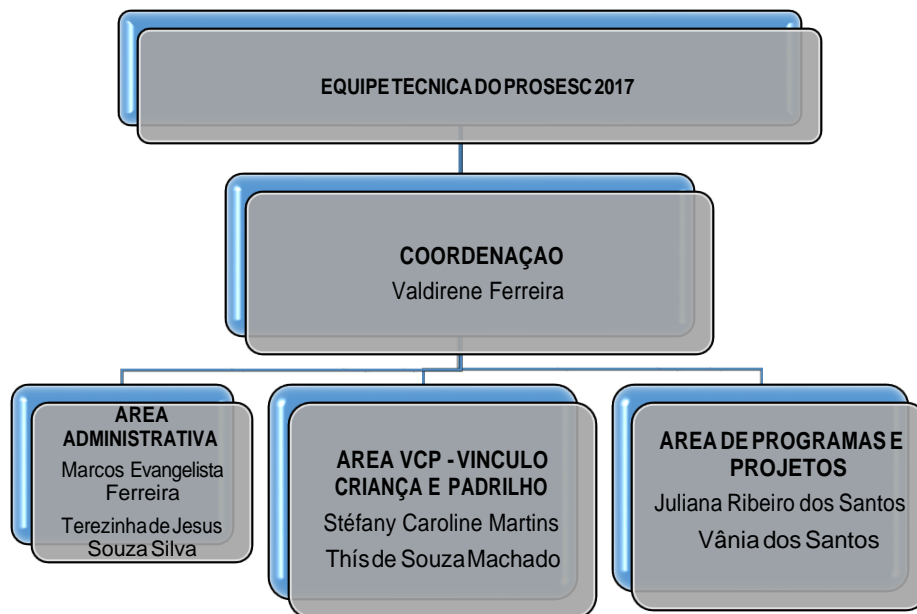 EQUIPE TECNICA DO PROSESC 2017
COORDENAÇAO
Valdirene Ferreira
AREA
ADMINISTRATIVA
Marcos Evangelista
Ferreira
Terezinha de Jesus
Souza Silva
AREA VCP - VINCULO
CRIANÇA E PADRILHO
Stéfany Caroline Martins
Thís de Souza Machado
AREA DE PROGRAMAS E
PROJETOS
Juliana Ribeiro dos Santos
Vânia dos Santos